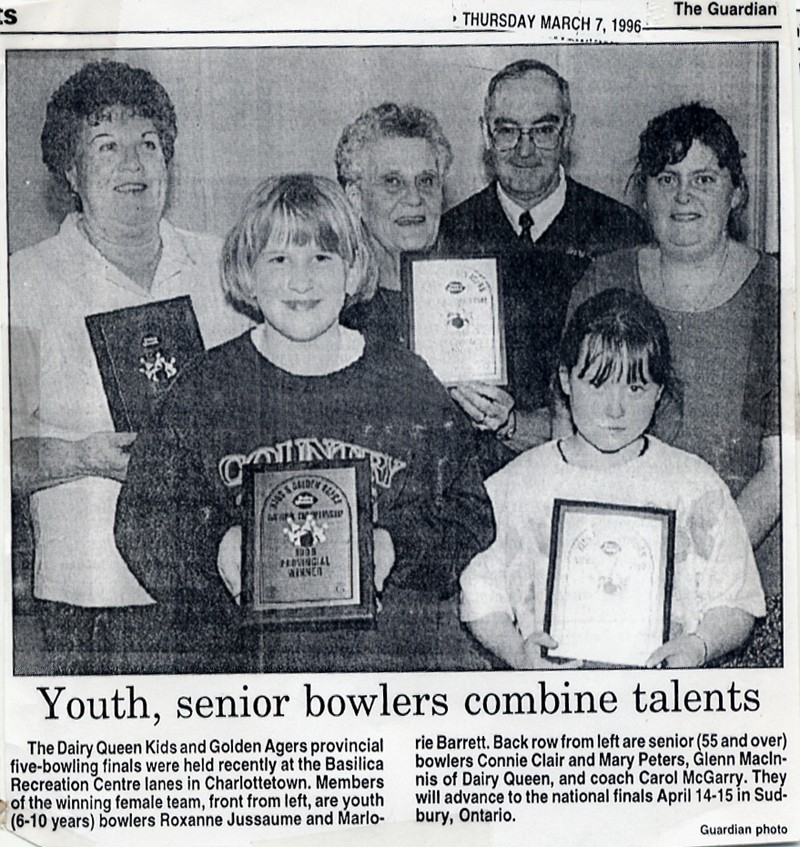 ts
THURSDAY MARCH 7, 1996
The Guardian
COUNTRY
KIDS N GOLDEN AGERS
NATIONAL CHAMPIONSHIP
PROVINCIAL
WINNER
Youth, senior bowlers combine talents
The Dairy Queen Kids and Golden Agers provincial
five-bowling finals were held recently at the Basilica
Recreation Centre lanes in Charlottetown. Members
of the winning female team, front from left, are youth
(6-10 years) bowlers Roxanne Jussaume and Marlo-
rie Barrett. Back row from left are senior (55 and over)
bowlers Connie Clair and Mary Peters, Glenn MacIn-
nis of Dairy Queen, and coach Carol McGarry. They
will advance to the national finals April 14-15 in Sud-
bury, Ontario.
Guardian photo